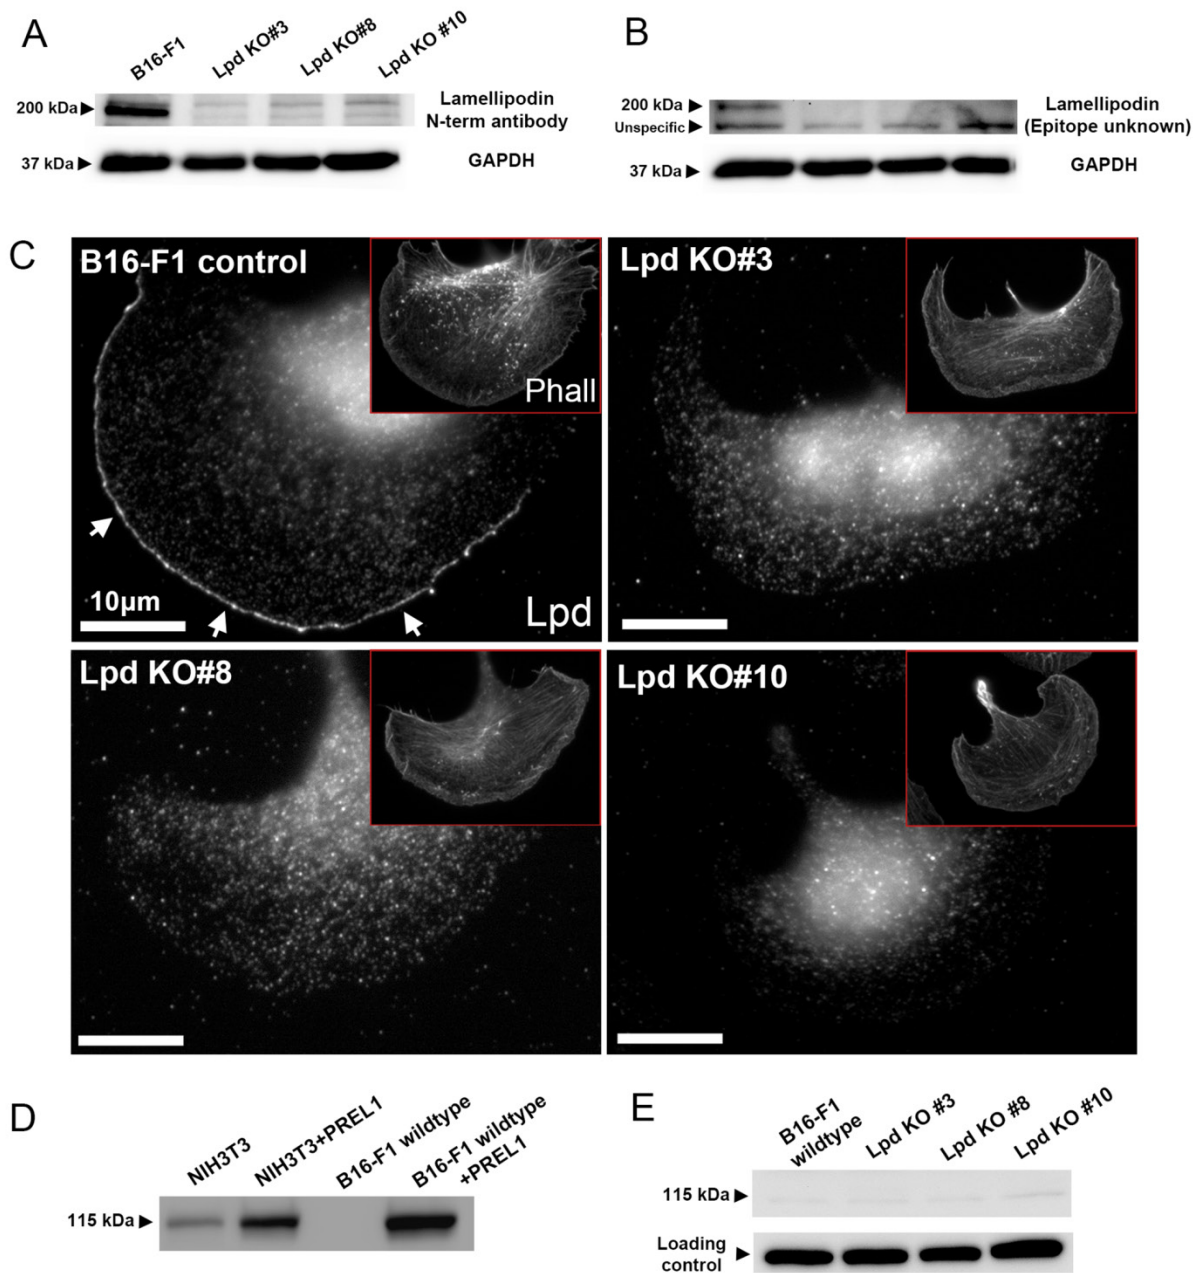 A
B16-F1
Lpd KO#3
Lpd KO#8
Lpd KO #10
200 kDa
Lamellipodin
N-term antibody
37 kDa
GAPDH
B
200 kDa
Unspecific
Lamellipodin
(Epitope unknown)
37 kDa
GAPDH
C
B16-F1 control
Phall
10µm
Lpd
Lpd KO#3
Lpd KO#8
Lpd KO#10
D
NIH3T3
NIH3T3+PREL1
B16-F1 wildtype
B16-F1 wildtype
+PREL1
115 kDa
E
B16-F1
wildtype
Lpd KO #3
Lpd KO #8
Lpd KO #10
115 kDa
Loading
control